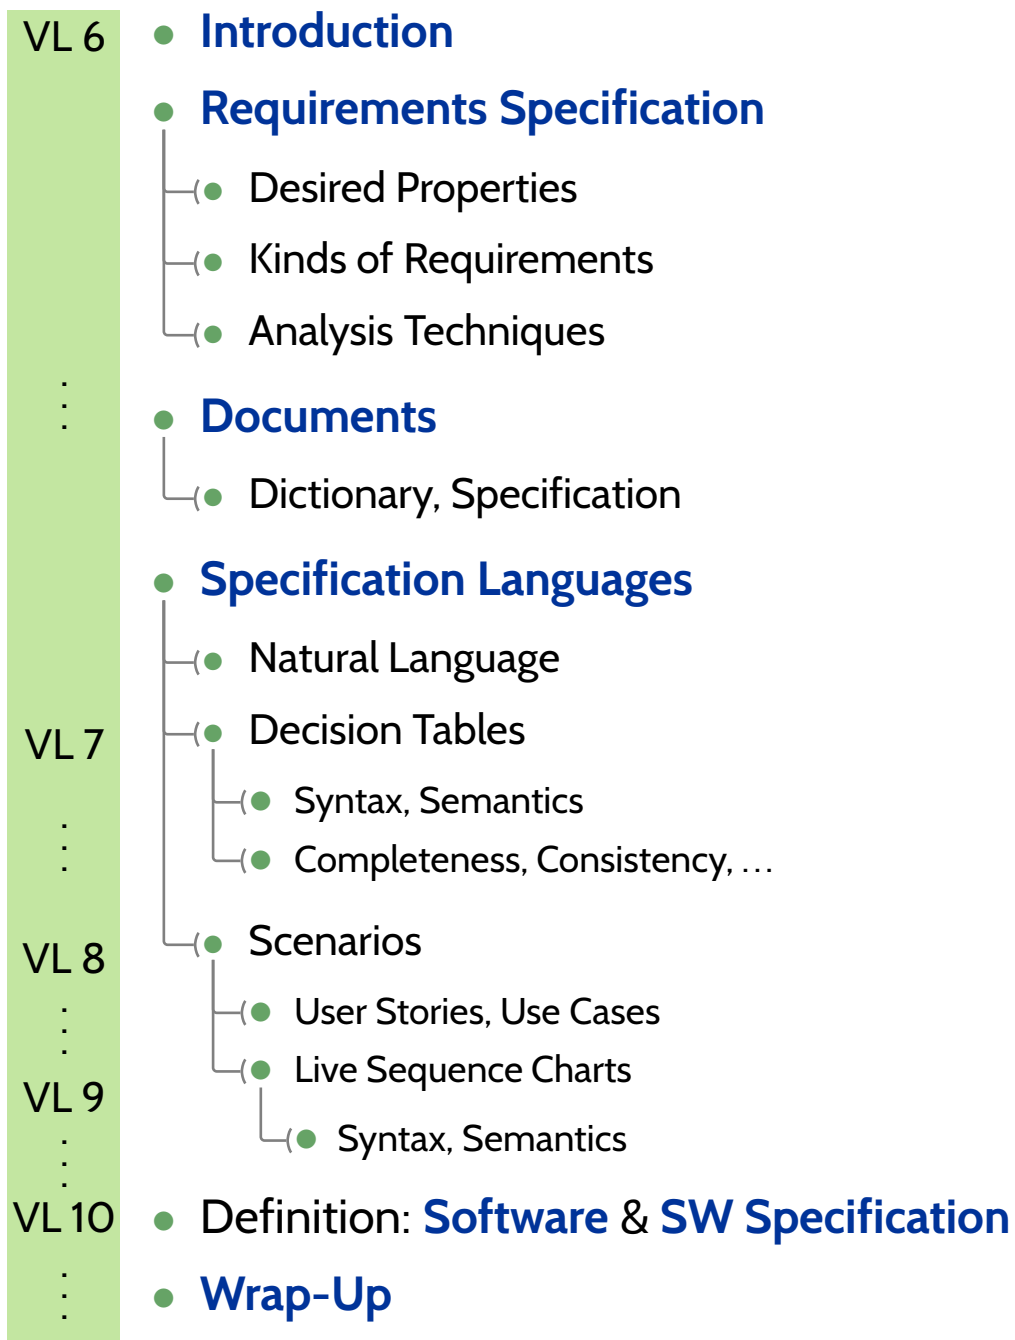 VL 6 • Introduction
• Requirements Specification
• Desired Properties
• Kinds of Requirements
• Analysis Techniques
⋮
• Documents
• Dictionary, Specification
• Specification Languages
• Natural Language
VL 7 • Decision Tables
• Syntax, Semantics
⋮ • Completeness, Consistency, …
VL 8 • Scenarios
⋮ • User Stories, Use Cases
• Live Sequence Charts
VL 9
⋮ • Syntax, Semantics
VL 10 • Definition: Software & SW Specification
⋮ • Wrap-Up